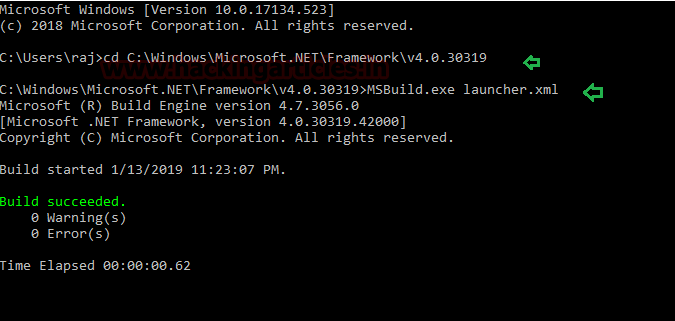 Microsoft Windows [Version 10.0.17134.523]
(c) 2018 Microsoft Corporation. All rights reserved.
C:\Users\raj>cd C:\Windows\Microsoft.NET\Framework\v4.0.30319
www.hackingarticles.in
C:\Windows\Microsoft.NET\Framework\v4.0.30319>MSBuild.exe launcher.xml
Microsoft (R) Build Engine version 4.7.3056.0
[Microsoft .NET Framework, version 4.0.30319.42000]
Copyright (C) Microsoft Corporation. All rights reserved.
Build started 1/13/2019 11:23:07 PM.
Build succeeded.
0 Warning(s)
0 Error(s)
Time Elapsed 00:00:00.62